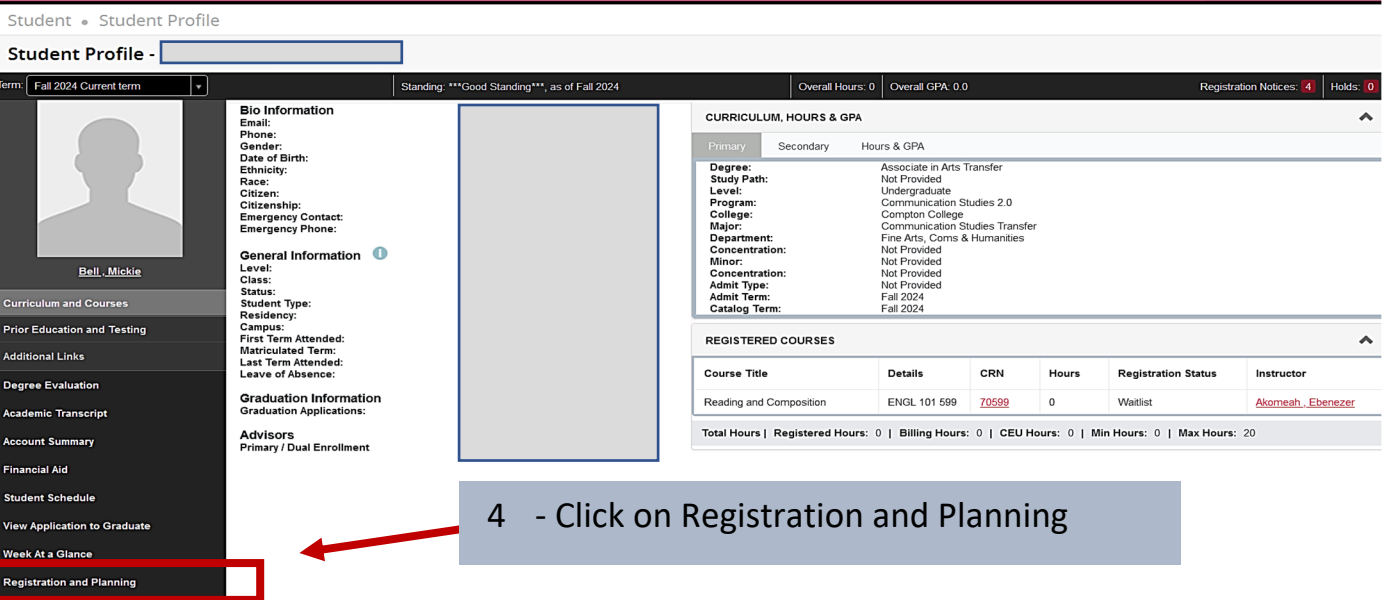 Student • Student Profile
Student Profile -
Term: Fall 2024 Current term
Standing: ***Good Standing***, as of Fall 2024
Overall Hours: 0
Overall GPA: 0.0
Registration Notices: 4
Holds: 0
Bell , Mickie
Curriculum and Courses
Prior Education and Testing
Additional Links
Degree Evaluation
Academic Transcript
Account Summary
Financial Aid
Student Schedule
View Application to Graduate
Week At a Glance
Registration and Planning
Bio Information
Email:
Phone:
Gender:
Date of Birth:
Ethnicity:
Race:
Citizen:
Citizenship:
Emergency Contact:
Emergency Phone:
General Information
Level:
Class:
Status:
Student Type:
Residency:
Campus:
First Term Attended:
Matriculated Term:
Last Term Attended:
Leave of Absence:
Graduation Information
Graduation Applications:
Advisors
Primary / Dual Enrollment
CURRICULUM, HOURS & GPA
Primary Secondary Hours & GPA
Degree: Associate in Arts Transfer
Study Path: Not Provided
Level: Undergraduate
Program: Communication Studies 2.0
College: Compton College
Major: Communication Studies Transfer
Department: Fine Arts, Coms & Humanities
Concentration: Not Provided
Minor: Not Provided
Concentration: Not Provided
Admit Type: Not Provided
Admit Term: Fall 2024
Catalog Term: Fall 2024
REGISTERED COURSES
Course Title Details CRN Hours Registration Status Instructor
Reading and Composition ENGL 101 599 70599 0 Waitlist Akomeah , Ebenezer
Total Hours | Registered Hours: 0 | Billing Hours: 0 | CEU Hours: 0 | Min Hours: 0 | Max Hours: 20
4 - Click on Registration and Planning